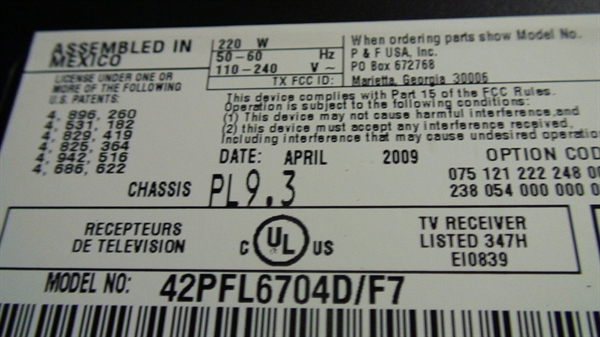 ASSEMBLED IN
MEXICO
LICENSE UNDER ONE OR
MORE OF THE FOLLOWING
U.S. PATENTS:
4, 896, 260
4, 531, 182
4, 829, 419
4, 825, 364
4, 942, 516
4, 686, 622
220 W
50-60 Hz
110-240 V ~
TX FCC ID:
When ordering parts show Model No.
P & F USA, Inc.
PO Box 672768
Marietta, Georgia 30006
This device complies with Part 15 of the FCC Rules.
Operation is subject to the following conditions:
(1) This device may not cause harmful interference,and
(2) this device must accept any interference received,
Including interference that may cause undesired operatio
DATE: APRIL 2009
OPTION COD
075 121 222 248 00
238 054 000 000 0
CHASSIS PL9.3
RECEPTEURS
DE TELEVISION
C UL US
TV RECEIVER
LISTED 347H
EI0839
MODEL NO: 42PFL6704D/F7